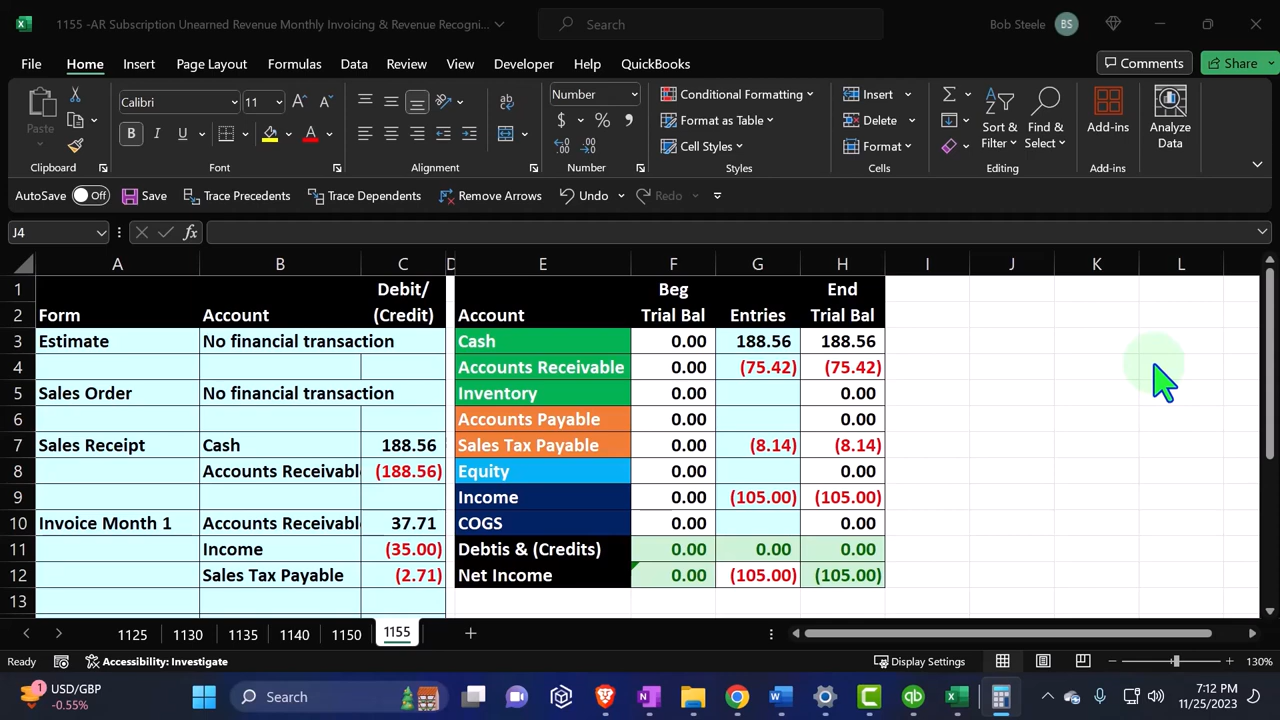 1155 -AR Subscription Unearned Revenue Monthly Invoicing & Revenue Recogni...
Search
Bob Steele
BS
File Home Insert Page Layout Formulas Data Review View Developer Help QuickBooks
Comments
Share
Paste
Clipboard
Calibri 11
B I U
Font
Alignment
Number
$ % 9
Number
Conditional Formatting
Format as Table
Cell Styles
Styles
Insert
Delete
Format
Cells
Sort & Filter
Find & Select
Editing
Add-ins
Add-ins
Analyze Data
AutoSave Off Save Trace Precedents Trace Dependents Remove Arrows Undo Redo
J4
fx
A B C D E F G H I J K L
1 Debit/ Beg End
2 Form Account (Credit) Account Trial Bal Entries Trial Bal
3 Estimate No financial transaction Cash 0.00 188.56 188.56
4 Accounts Receivable 0.00 (75.42) (75.42)
5 Sales Order No financial transaction Inventory 0.00 0.00
6 Accounts Payable 0.00 0.00
7 Sales Receipt Cash 188.56 Sales Tax Payable 0.00 (8.14) (8.14)
8 Accounts Receivabl (188.56) Equity 0.00 0.00
9 Income 0.00 (105.00) (105.00)
10 Invoice Month 1 Accounts Receivabl 37.71 COGS 0.00 0.00
11 Income (35.00) Debtis & (Credits) 0.00 0.00 0.00
12 Sales Tax Payable (2.71) Net Income 0.00 (105.00) (105.00)
13
1125 1130 1135 1140 1150 1155
Ready Accessibility: Investigate Display Settings 130%
1
USD/GBP
-0.55%
Search
7:12 PM
11/25/2023